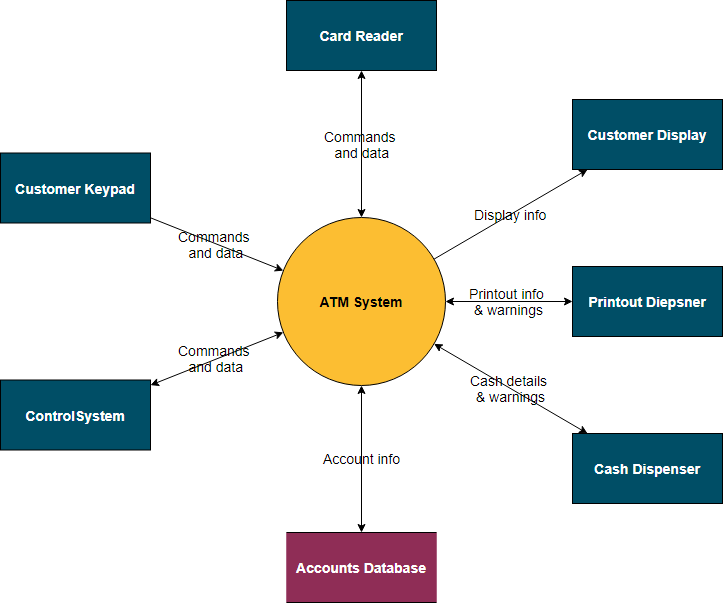 Card Reader
Commands
and data
Customer Display
Customer Keypad
Display info
Commands
and data
ATM System
Printout info
& warnings
Printout Diepsner
Commands
and data
Cash details
& warnings
ControlSystem
Account info
Cash Dispenser
Accounts Database